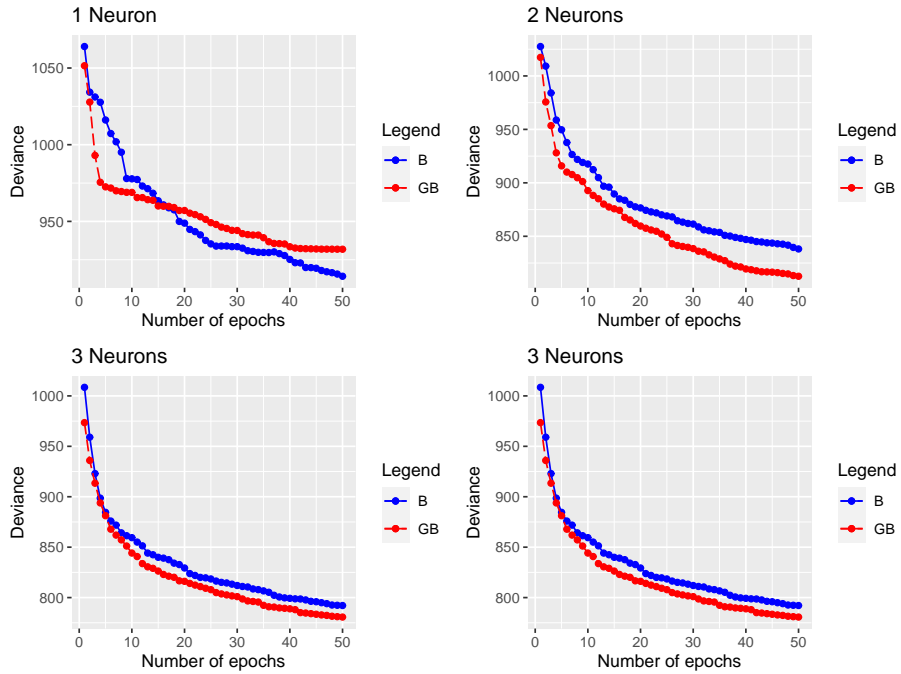 1 Neuron
1050
1000
950
Deviance
0 10 20 30 40 50
Number of epochs
Legend
B
GB
2 Neurons
1000
950
900
850
Deviance
0 10 20 30 40 50
Number of epochs
Legend
B
GB
3 Neurons
1000
950
900
850
800
Deviance
0 10 20 30 40 50
Number of epochs
Legend
B
GB
3 Neurons
1000
950
900
850
800
Deviance
0 10 20 30 40 50
Number of epochs
Legend
B
GB